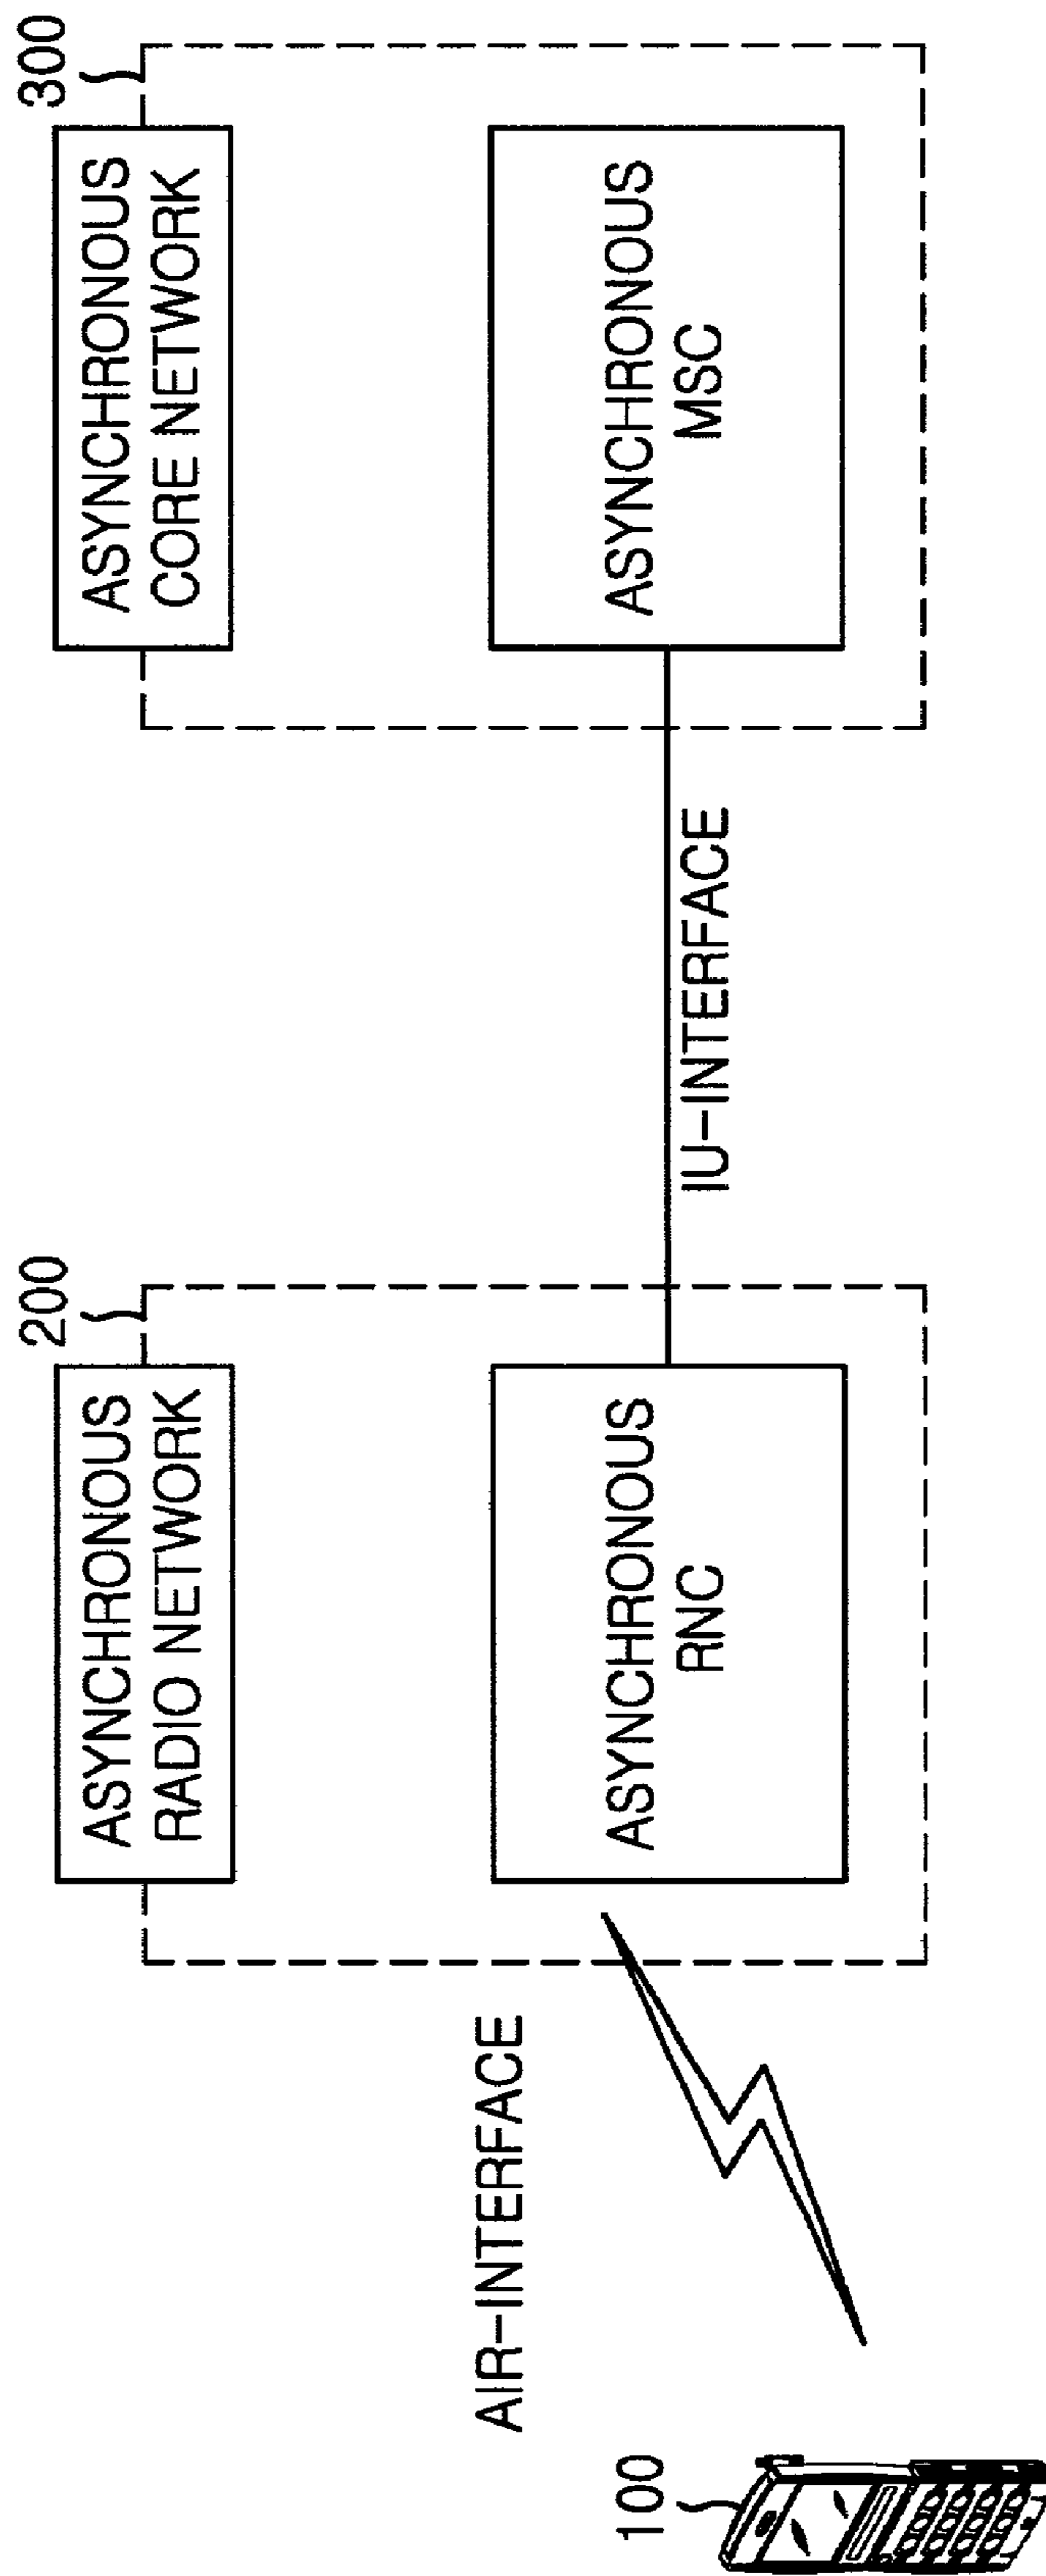 100
AIR-INTERFACE
200
ASYNCHRONOUS
RADIO NETWORK
ASYNCHRONOUS
RNC
IU-INTERFACE
300
ASYNCHRONOUS
CORE NETWORK
ASYNCHRONOUS
MSC